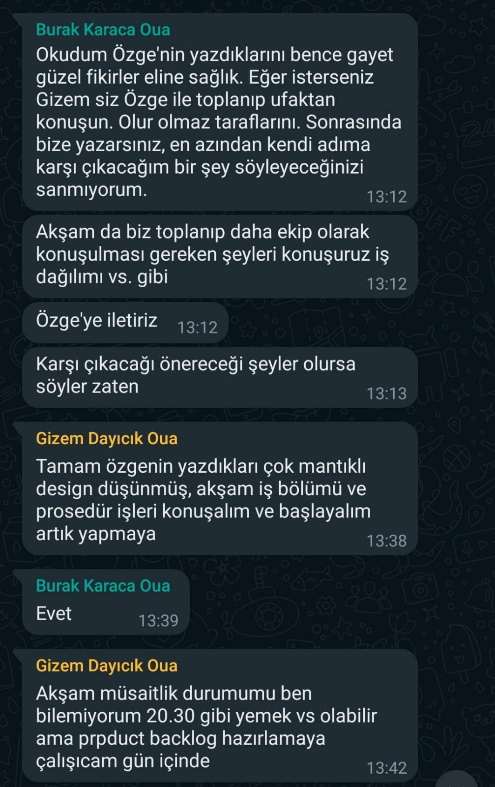 Burak Karaca Oua
Okudum Özge'nin yazdıklarını bence gayet
güzel fikirler eline sağlık. Eğer isterseniz
Gizem siz Özge ile toplanıp ufaktan
konuşun. Olur olmaz taraflarını. Sonrasında
bize yazarsınız, en azından kendi adıma
karşı çıkacağım bir şey söyleyeceğinizi
sanmıyorum.
13:12
Akşam da biz toplanıp daha ekip olarak
konuşulması gereken şeyleri konuşuruz iş
dağılımı vs. gibi
13:12
Özge'ye iletiriz 13:12
Karşı çıkacağı önereceği şeyler olursa
söyler zaten
13:13
Gizem Dayıcık Oua
Tamam özgenin yazdıkları çok mantıklı
design düşünmüş, akşam iş bölümü ve
prosedür işleri konuşalım ve başlayalım
artık yapmaya
13:38
Burak Karaca Oua
Evet 13:39
Gizem Dayıcık Oua
Akşam müsaitlik durumumu ben
bilemiyorum 20.30 gibi yemek vs olabilir
ama prpduct backlog hazırlamaya
çalışıcam gün içinde
13:42